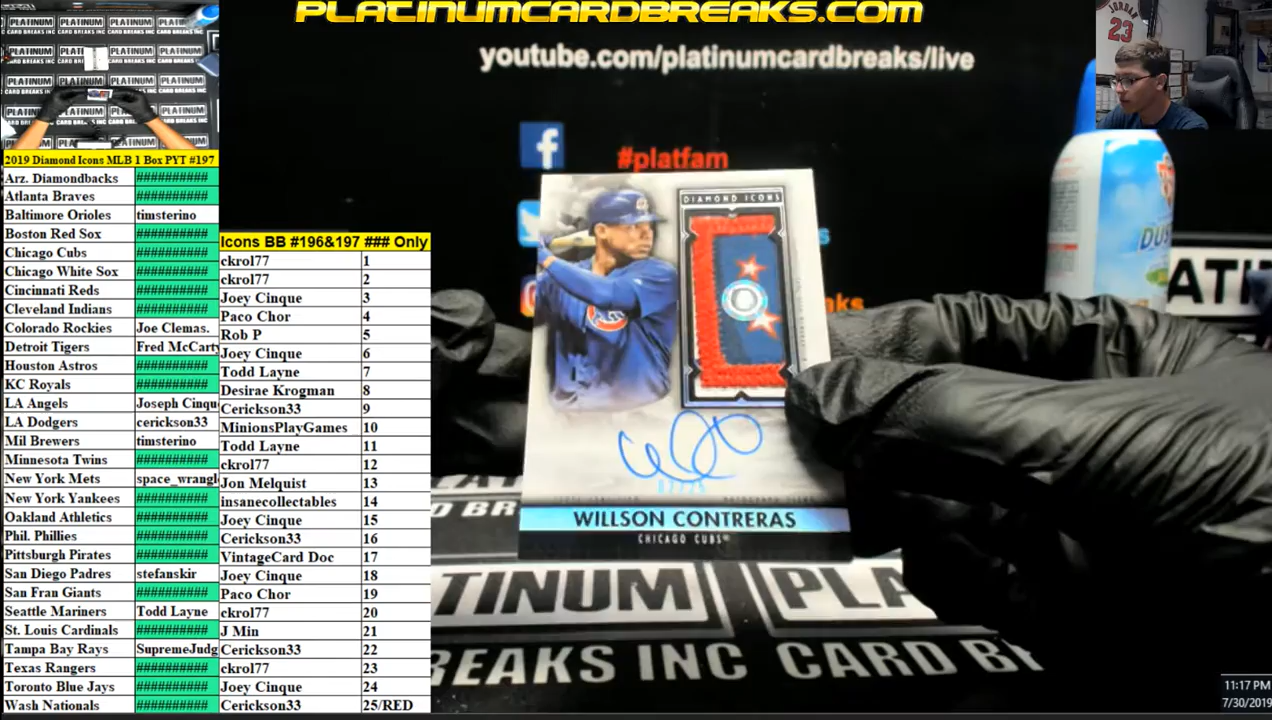 PLATINUMCARDBREAKS.COM
youtube.com/platinumcardbreaks/live
#platfam
JORDAN
23
2019 Diamond Icons MLB 1 Box PYT #197
Arz. Diamondbacks ##########
Atlanta Braves ##########
Baltimore Orioles timsterino
Boston Red Sox ##########
Chicago Cubs ##########
Chicago White Sox ##########
Cincinnati Reds ##########
Cleveland Indians ##########
Colorado Rockies Joe Clemas.
Detroit Tigers Fred McCarty
Houston Astros ##########
KC Royals ##########
LA Angels Joseph Cinqu
LA Dodgers cerickson33
Mil Brewers timsterino
Minnesota Twins ##########
New York Mets space_wrangl
New York Yankees ##########
Oakland Athletics ##########
Phil. Phillies ##########
Pittsburgh Pirates ##########
San Diego Padres stefanskir
San Fran Giants ##########
Seattle Mariners Todd Layne
St. Louis Cardinals ##########
Tampa Bay Rays SupremeJudg
Texas Rangers ##########
Toronto Blue Jays ##########
Wash Nationals ##########
Icons BB #196&197 ### Only
ckrol77 1
ckrol77 2
Joey Cinque 3
Paco Chor 4
Rob P 5
Joey Cinque 6
Todd Layne 7
Desirae Krogman 8
Cerickson33 9
MinionsPlayGames 10
Todd Layne 11
ckrol77 12
Jon Melquist 13
insanecollectables 14
Joey Cinque 15
Cerickson33 16
VintageCard Doc 17
Joey Cinque 18
Paco Chor 19
ckrol77 20
J Min 21
Cerickson33 22
ckrol77 23
Joey Cinque 24
Cerickson33 25/RED
DIAMOND ICONS
WILLSON CONTRERAS
CHICAGO CUBS
DUS
PLATI
TINUM PLA
REAKS INC CARD BR
11:17 PM
7/30/2019